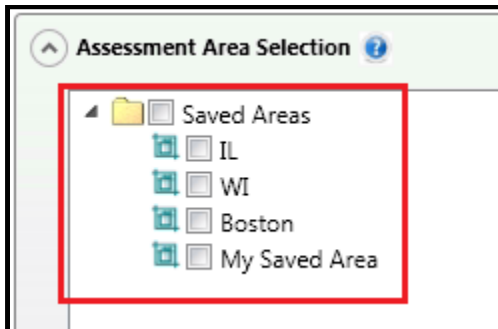 Assessment Area Selection ?
Saved Areas
IL
WI
Boston
My Saved Area